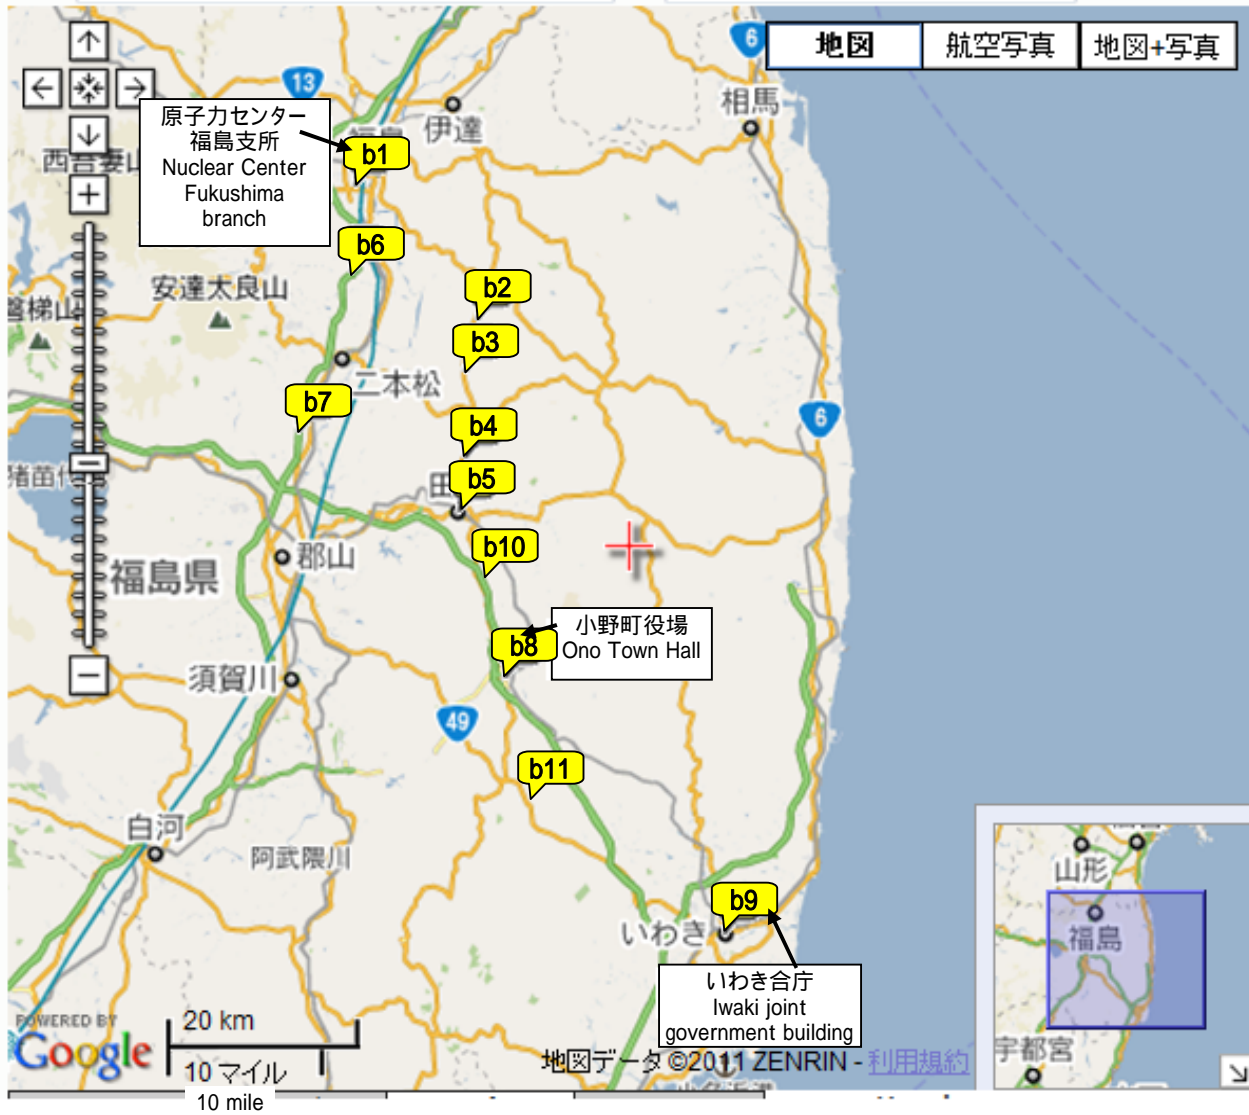 6
地図
航空写真
地図+写真
13
相馬
伊達
原子力センター
福島支所
Nuclear Center
Fukushima
branch
b1
b6
安達太良山
b2
b3
二本松
b7
6
b4
b5
b10
郡山
福島県
小野町役場
Ono Town Hall
b8
須賀川
49
b11
白河
阿武隈川
山形
b9
いわき
福島
いわき合庁
Iwaki joint
government building
POWERED BY
Google
20 km
10 マイル
10 mile
地図データ ©2011 ZENRIN - 利用規約
宇都宮